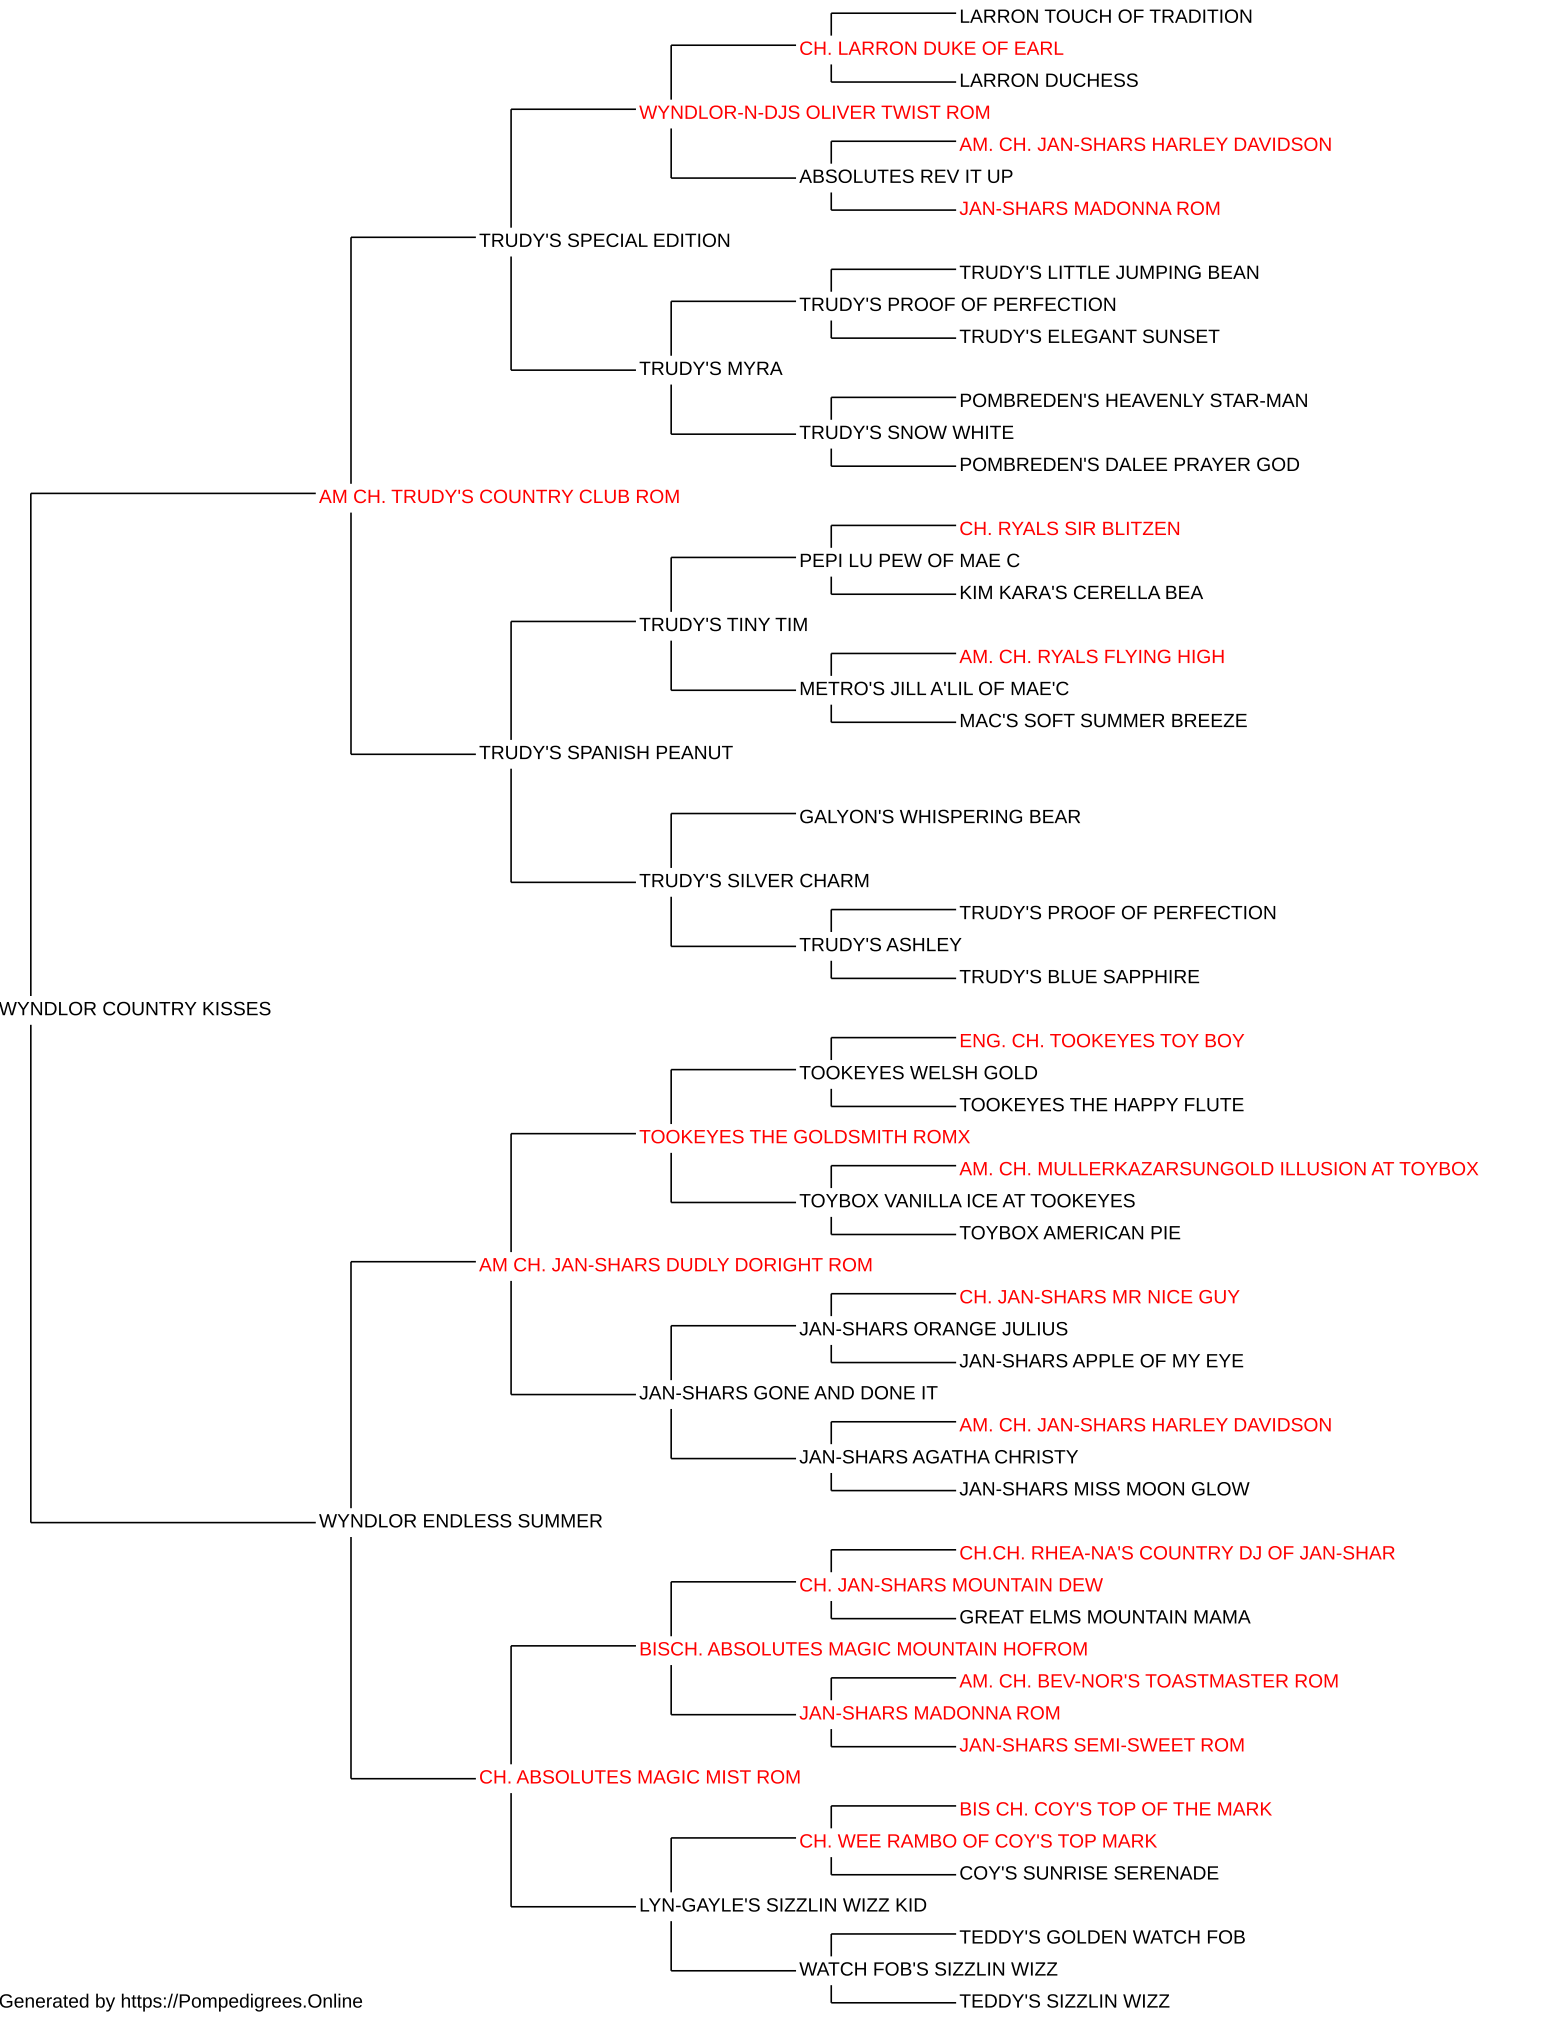 LARRON TOUCH OF TRADITION
CH. LARRON DUKE OF EARL
LARRON DUCHESS
WYNDLOR-N-DJS OLIVER TWIST ROM
AM. CH. JAN-SHARS HARLEY DAVIDSON
ABSOLUTES REV IT UP
JAN-SHARS MADONNA ROM
TRUDY'S SPECIAL EDITION
TRUDY'S LITTLE JUMPING BEAN
TRUDY'S PROOF OF PERFECTION
TRUDY'S ELEGANT SUNSET
TRUDY'S MYRA
POMBREDEN'S HEAVENLY STAR-MAN
TRUDY'S SNOW WHITE
POMBREDEN'S DALEE PRAYER GOD
AM CH. TRUDY'S COUNTRY CLUB ROM
CH. RYALS SIR BLITZEN
PEPI LU PEW OF MAE C
KIM KARA'S CERELLA BEA
TRUDY'S TINY TIM
AM. CH. RYALS FLYING HIGH
METRO'S JILL A'LIL OF MAE'C
MAC'S SOFT SUMMER BREEZE
TRUDY'S SPANISH PEANUT
GALYON'S WHISPERING BEAR
TRUDY'S SILVER CHARM
TRUDY'S PROOF OF PERFECTION
TRUDY'S ASHLEY
TRUDY'S BLUE SAPPHIRE
WYNDLOR COUNTRY KISSES
ENG. CH. TOOKEYES TOY BOY
TOOKEYES WELSH GOLD
TOOKEYES THE HAPPY FLUTE
TOOKEYES THE GOLDSMITH ROMX
AM. CH. MULLERKAZARSUNGOLD ILLUSION AT TOYBOX
TOYBOX VANILLA ICE AT TOOKEYES
TOYBOX AMERICAN PIE
AM CH. JAN-SHARS DUDLY DORIGHT ROM
CH. JAN-SHARS MR NICE GUY
JAN-SHARS ORANGE JULIUS
JAN-SHARS APPLE OF MY EYE
JAN-SHARS GONE AND DONE IT
AM. CH. JAN-SHARS HARLEY DAVIDSON
JAN-SHARS AGATHA CHRISTY
JAN-SHARS MISS MOON GLOW
WYNDLOR ENDLESS SUMMER
CH.CH. RHEA-NA'S COUNTRY DJ OF JAN-SHAR
CH. JAN-SHARS MOUNTAIN DEW
GREAT ELMS MOUNTAIN MAMA
BISCH. ABSOLUTES MAGIC MOUNTAIN HOFROM
AM. CH. BEV-NOR'S TOASTMASTER ROM
JAN-SHARS MADONNA ROM
JAN-SHARS SEMI-SWEET ROM
CH. ABSOLUTES MAGIC MIST ROM
BIS CH. COY'S TOP OF THE MARK
CH. WEE RAMBO OF COY'S TOP MARK
COY'S SUNRISE SERENADE
LYN-GAYLE'S SIZZLIN WIZZ KID
TEDDY'S GOLDEN WATCH FOB
WATCH FOB'S SIZZLIN WIZZ
TEDDY'S SIZZLIN WIZZ
Generated by https://Pompedigrees.Online